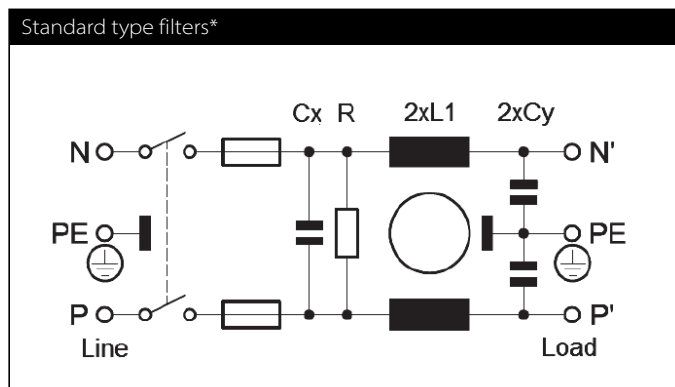 Standard type filters*
Cx R 2xL1 2xCy
N N'
PE PE
P P'
Line Load